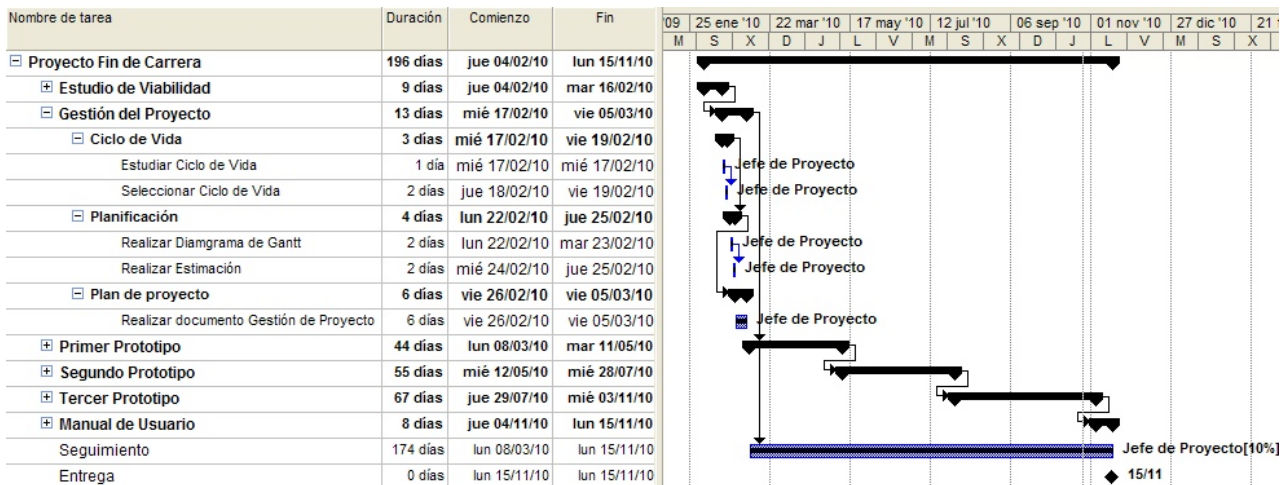 Nombre de tarea Duración Comienzo Fin '09 25 ene '10 22 mar '10 17 may '10 12 jul '10 06 sep '10 01 nov '10 27 dic '10 21
M S X D J L V M S X D J L V M S X
Proyecto Fin de Carrera 196 días jue 04/02/10 lun 15/11/10
Estudio de Viabilidad 9 días jue 04/02/10 mar 16/02/10
Gestión del Proyecto 13 días mié 17/02/10 vie 05/03/10
Ciclo de Vida 3 días mié 17/02/10 vie 19/02/10
Estudiar Ciclo de Vida 1 día mié 17/02/10 mié 17/02/10 Jefe de Proyecto
Seleccionar Ciclo de Vida 2 días jue 18/02/10 vie 19/02/10 Jefe de Proyecto
Planificación 4 días lun 22/02/10 jue 25/02/10
Realizar Diamgrama de Gantt 2 días lun 22/02/10 mar 23/02/10 Jefe de Proyecto
Realizar Estimación 2 días mié 24/02/10 jue 25/02/10 Jefe de Proyecto
Plan de proyecto 6 días vie 26/02/10 vie 05/03/10
Realizar documento Gestión de Proyecto 6 días vie 26/02/10 vie 05/03/10 Jefe de Proyecto
Primer Prototipo 44 días lun 08/03/10 mar 11/05/10
Segundo Prototipo 55 días mié 12/05/10 mié 28/07/10
Tercer Prototipo 67 días jue 29/07/10 mié 03/11/10
Manual de Usuario 8 días jue 04/11/10 lun 15/11/10
Seguimiento 174 días lun 08/03/10 lun 15/11/10 Jefe de Proyecto[10%]
Entrega 0 días lun 15/11/10 lun 15/11/10 15/11